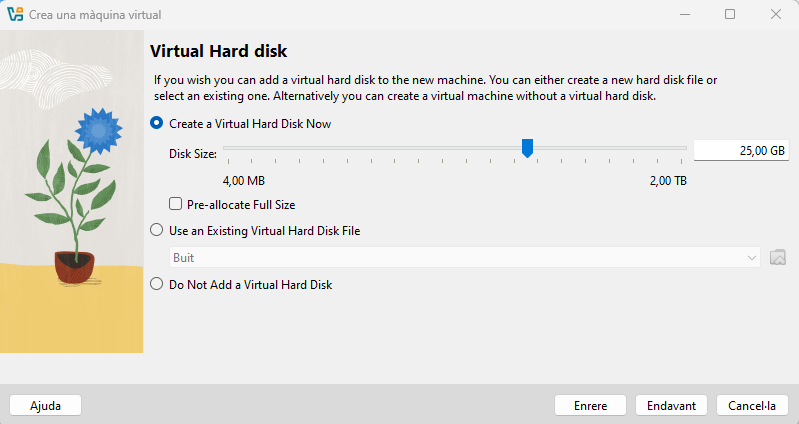 Crea una màquina virtual
Virtual Hard disk
If you wish you can add a virtual hard disk to the new machine. You can either create a new hard disk file or
select an existing one. Alternatively you can create a virtual machine without a virtual hard disk.
Create a Virtual Hard Disk Now
Disk Size:
25,00 GB
4,00 MB
2,00 TB
Pre-allocate Full Size
Use an Existing Virtual Hard Disk File
Buit
Do Not Add a Virtual Hard Disk
Ajuda
Enrere
Endavant
Cancel·la